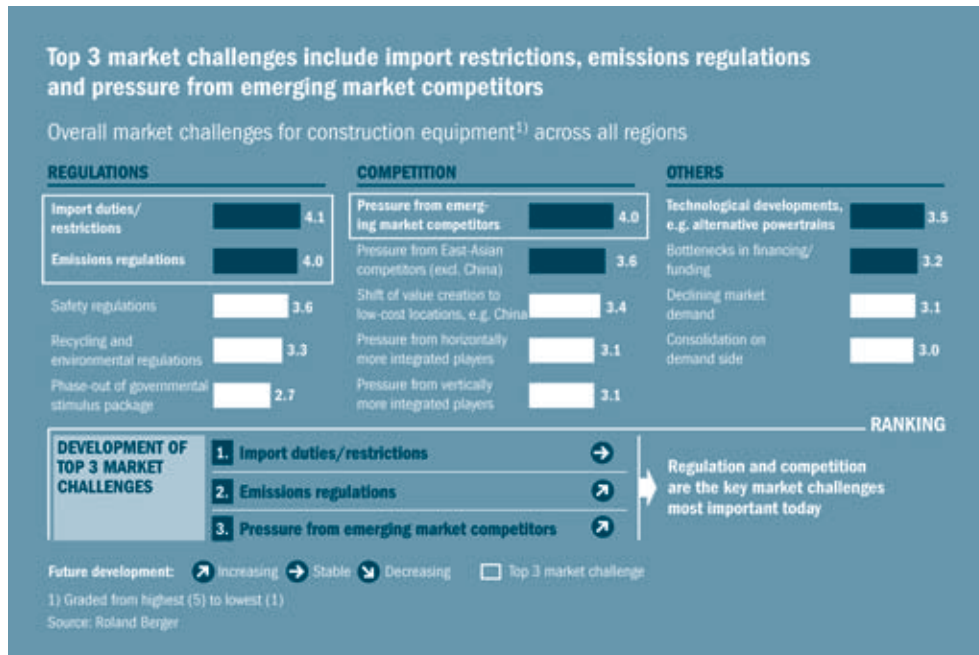 Top 3 market challenges include import restrictions, emissions regulations
and pressure from emerging market competitors
Overall market challenges for construction equipment1) across all regions
REGULATIONS
Import duties/
restrictions
4.1
Emissions regulations
4.0
Safety regulations
3.6
Recycling and
environmental regulations
3.3
Phase-out of governmental
stimulus package
2.7
COMPETITION
Pressure from emerg-
ing market competitors
4.0
Pressure from East-Asian
competitors (excl. China)
3.6
Shift of value creation to
low-cost locations, e.g. China
3.4
Pressure from horizontally
more integrated players
3.1
Pressure from vertically
more integrated players
3.1
OTHERS
Technological developments,
e.g. alternative powertrains
3.5
Bottlenecks in financing/
funding
3.2
Declining market
demand
3.1
Consolidation on
demand side
3.0
RANKING
DEVELOPMENT OF
TOP 3 MARKET
CHALLENGES
1. Import duties/restrictions
2. Emissions regulations
3. Pressure from emerging market competitors
Regulation and competition
are the key market challenges
most important today
Future development: Increasing Stable Decreasing Top 3 market challenge
1) Graded from highest (5) to lowest (1)
Source: Roland Berger